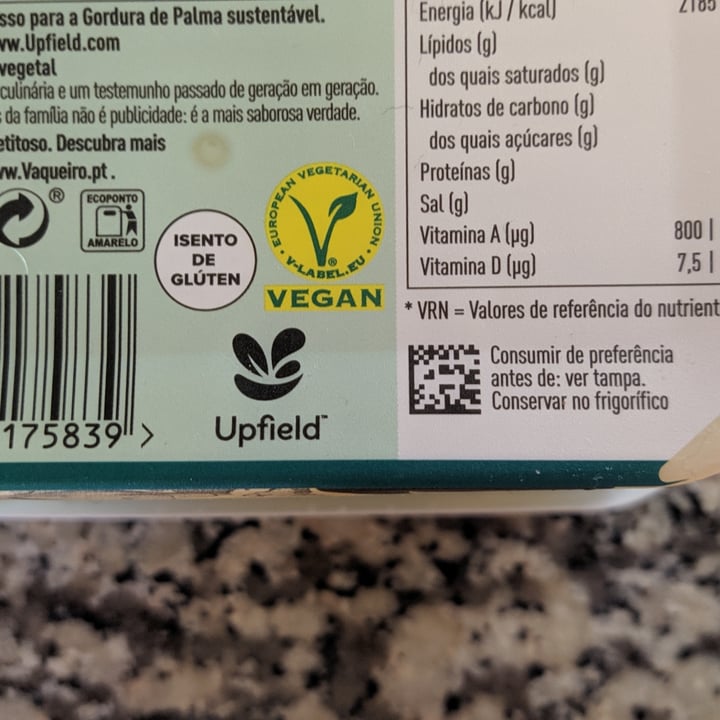 sso para a Gordura de Palma sustentável.
ww.Upfield.com
vegetal
culinária e um testemunho passado de geração em geração.
s da família não é publicidade: é a mais saborosa verdade.
etitoso. Descubra mais
ww.Vaqueiro.pt .
®
ECOPONTO
AMARELO
ISENTO
DE
GLÚTEN
EUROPEAN VEGETARIAN UNION
• V-LABEL.EU •
®
VEGAN
175839 >
Upfield™
Energia (kJ / kcal) 2185
Lípidos (g)
dos quais saturados (g)
Hidratos de carbono (g)
dos quais açúcares (g)
Proteínas (g)
Sal (g)
Vitamina A (µg) 800 |
Vitamina D (µg) 7,5 |
* VRN = Valores de referência do nutrient
Consumir de preferência
antes de: ver tampa.
Conservar no frigorífico